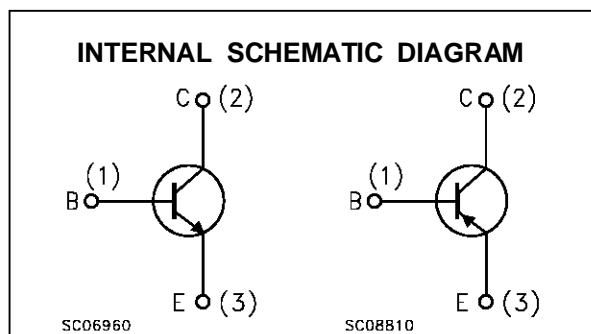 INTERNAL SCHEMATIC DIAGRAM
C (2) C (2)
(1) (1)
B B
E (3) E (3)
SC06960 SC08810